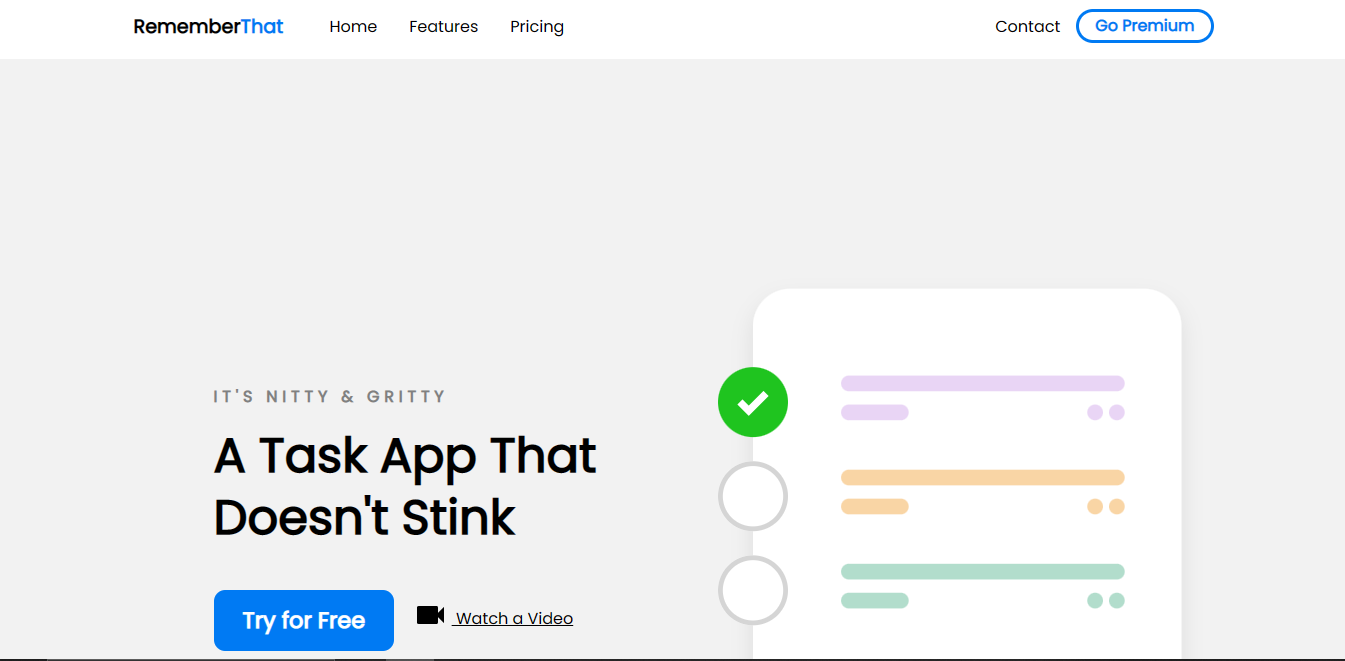 RememberThat Home Features Pricing Contact Go Premium
IT'S NITTY & GRITTY
A Task App That
Doesn't Stink
Try for Free Watch a Video